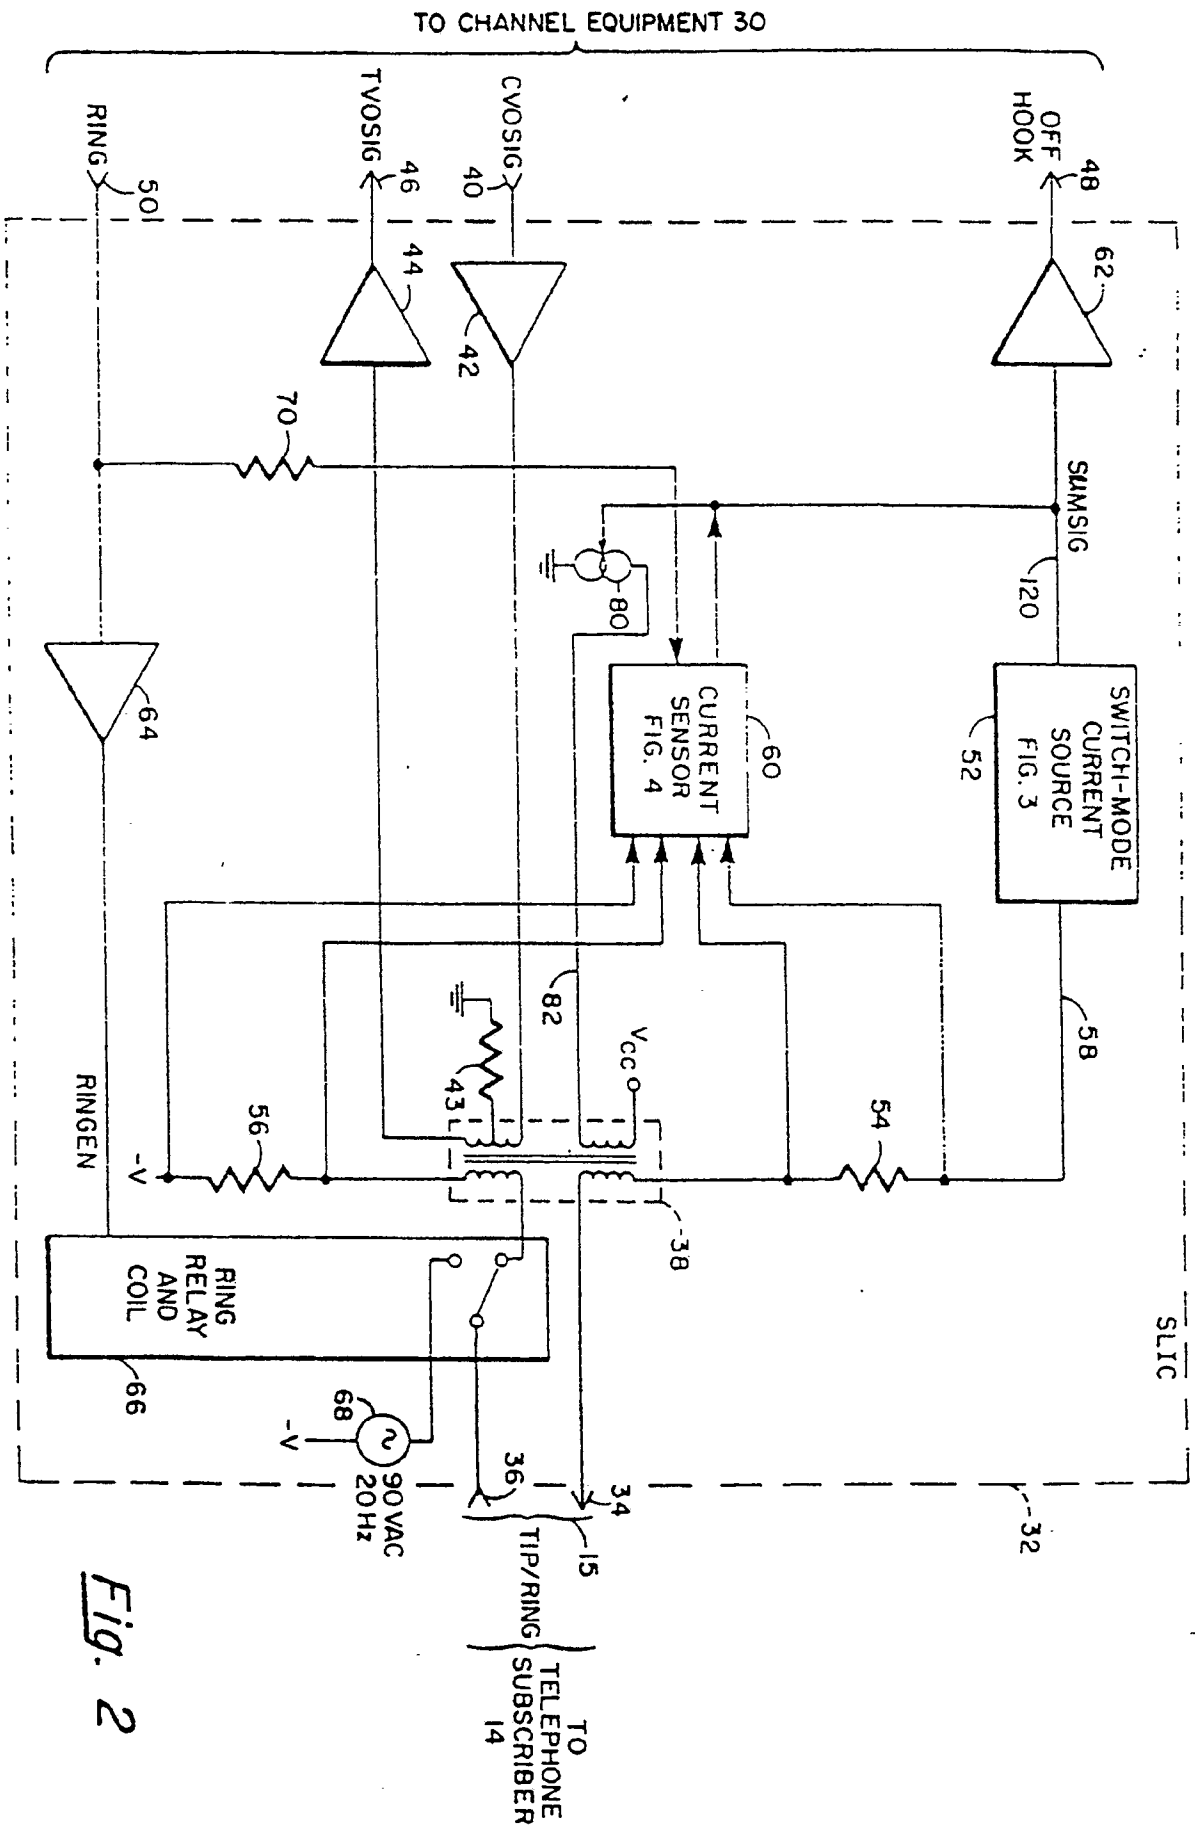 TO CHANNEL EQUIPMENT 30
OFF
HOOK
48
62
SUMSIG
120
SWITCH-MODE
CURRENT
SOURCE
FIG. 3
52
58
54
SLIC
32
CVOSIG
40
42
80
CURRENT
SENSOR
FIG. 4
60
82
VCC
43
38
34
15
36
TIP/RING
TO
TELEPHONE
SUBSCRIBER
14
TVOSIG
46
44
70
56
-V
RING
50
64
RINGEN
RING
RELAY
AND
COIL
66
68
-V
90VAC
20Hz
Fig. 2